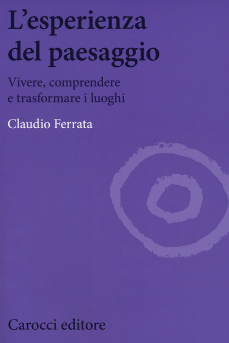 L'esperienza
del paesaggio
Vivere, comprendere
e trasformare i luoghi
Claudio Ferrata
Carocci editore